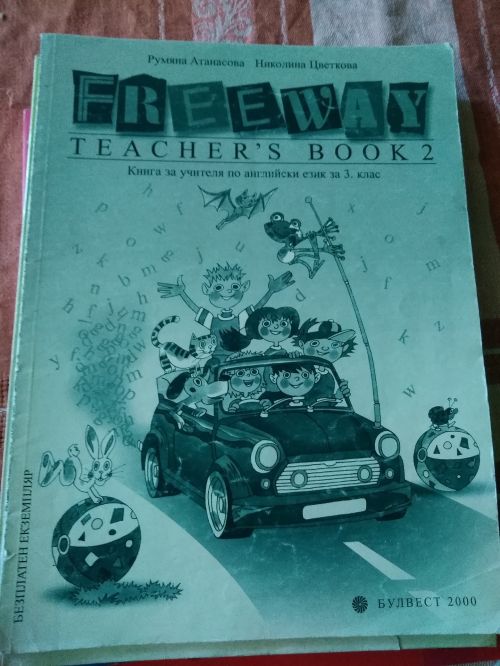 Румяна Атанасова Николина Цветкова
FREEWAY
TEACHER'S BOOK 2
Книга за учителя по английски език за 3. клас
БЕЗПЛАТЕН ЕКЗЕМПЛЯР
БУЛВЕСТ 2000